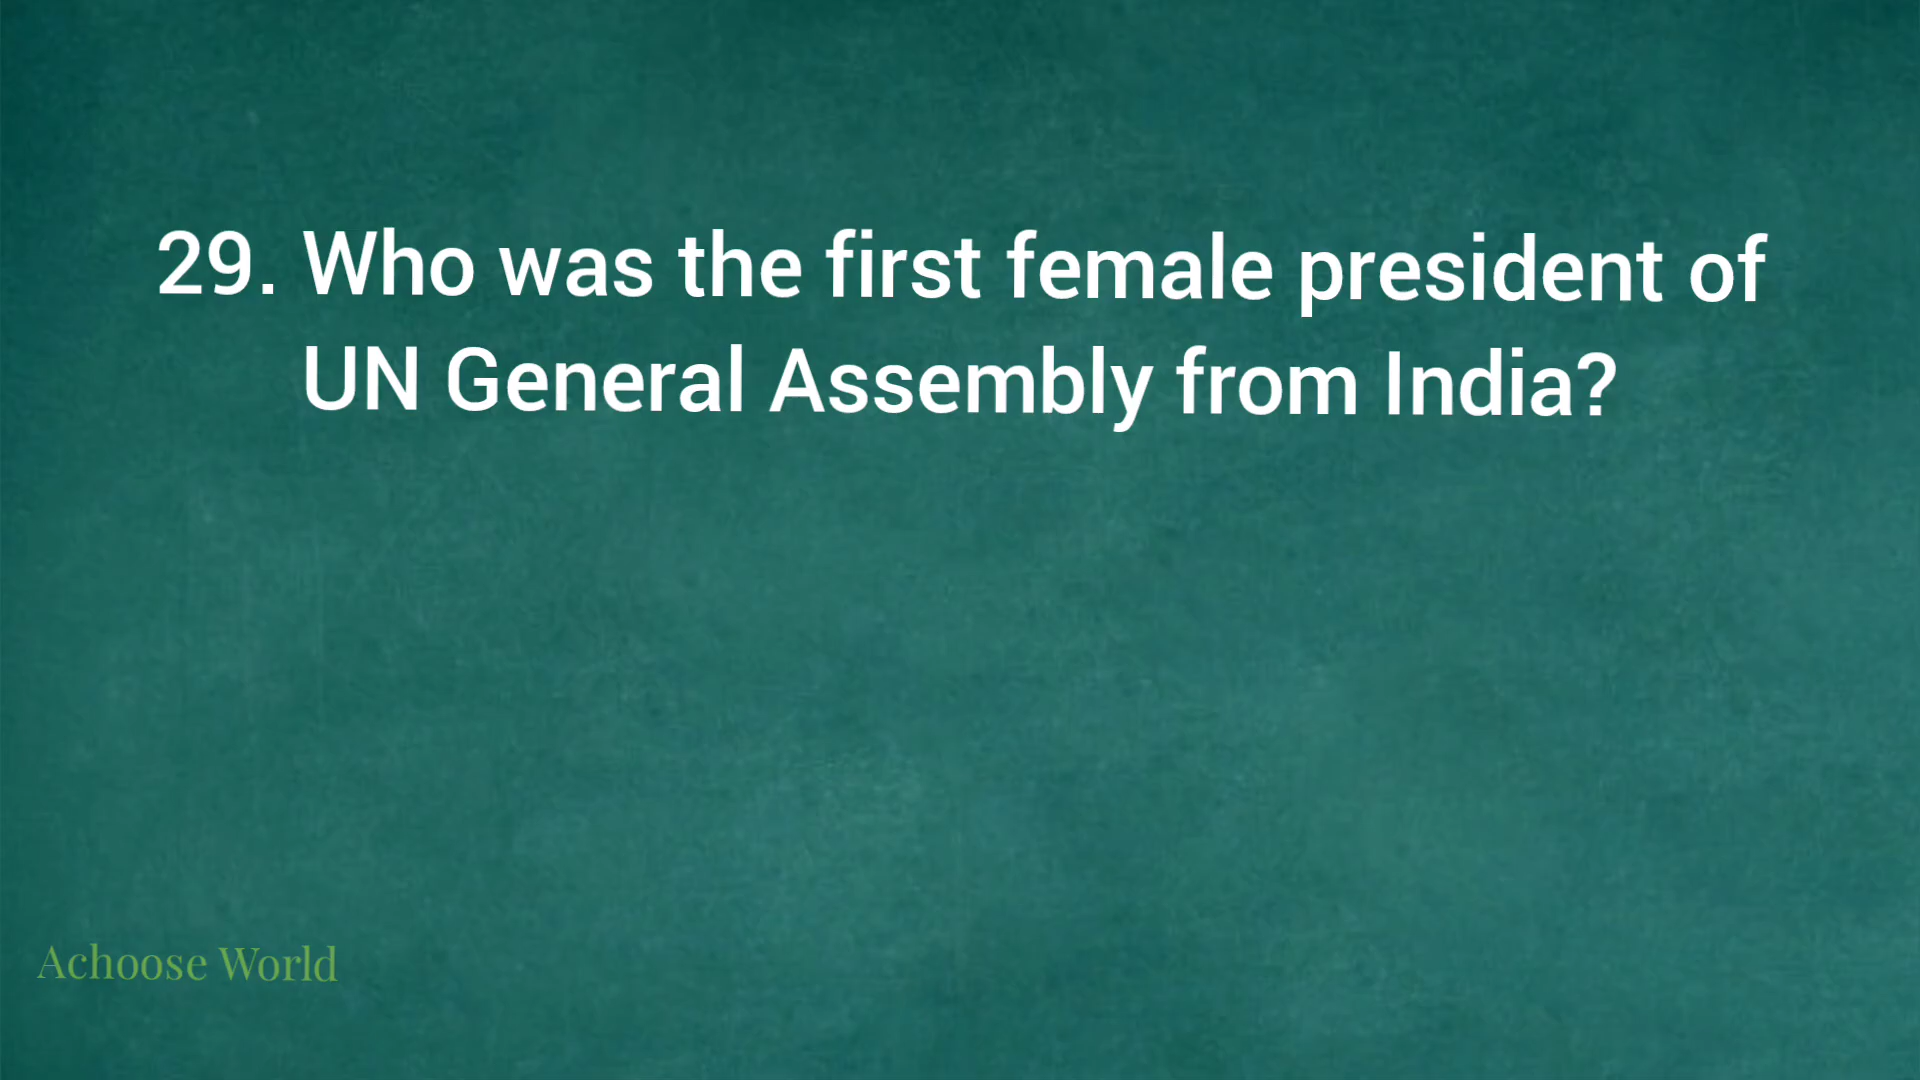 29. Who was the first female president of
UN General Assembly from India?
Achoose World